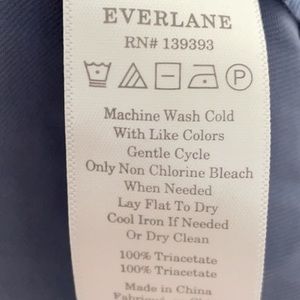 EVERLANE
RN# 139393
P
Machine Wash Cold
With Like Colors
Gentle Cycle
Only Non Chlorine Bleach
When Needed
Lay Flat To Dry
Cool Iron If Needed
Or Dry Clean
100% Triacetate
100% Triacetate
Made in China